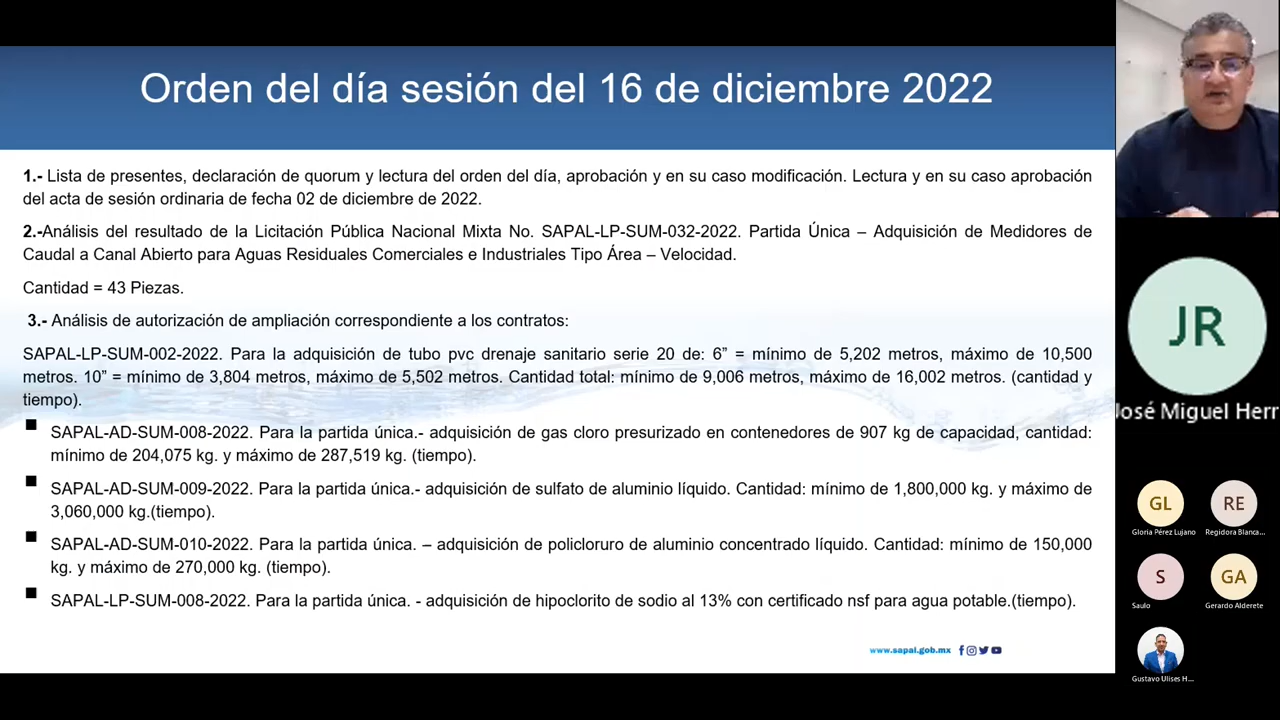 Orden del día sesión del 16 de diciembre 2022
1.- Lista de presentes, declaración de quorum y lectura del orden del día, aprobación y en su caso modificación. Lectura y en su caso aprobación
del acta de sesión ordinaria de fecha 02 de diciembre de 2022.
2.-Análisis del resultado de la Licitación Pública Nacional Mixta No. SAPAL-LP-SUM-032-2022. Partida Única – Adquisición de Medidores de
Caudal a Canal Abierto para Aguas Residuales Comerciales e Industriales Tipo Área – Velocidad.
Cantidad = 43 Piezas.
3.- Análisis de autorización de ampliación correspondiente a los contratos:
SAPAL-LP-SUM-002-2022. Para la adquisición de tubo pvc drenaje sanitario serie 20 de: 6” = mínimo de 5,202 metros, máximo de 10,500
metros. 10” = mínimo de 3,804 metros, máximo de 5,502 metros. Cantidad total: mínimo de 9,006 metros, máximo de 16,002 metros. (cantidad y
tiempo).
SAPAL-AD-SUM-008-2022. Para la partida única.- adquisición de gas cloro presurizado en contenedores de 907 kg de capacidad, cantidad:
mínimo de 204,075 kg. y máximo de 287,519 kg. (tiempo).
SAPAL-AD-SUM-009-2022. Para la partida única.- adquisición de sulfato de aluminio líquido. Cantidad: mínimo de 1,800,000 kg. y máximo de
3,060,000 kg.(tiempo).
SAPAL-AD-SUM-010-2022. Para la partida única. – adquisición de policloruro de aluminio concentrado líquido. Cantidad: mínimo de 150,000
kg. y máximo de 270,000 kg. (tiempo).
SAPAL-LP-SUM-008-2022. Para la partida única. - adquisición de hipoclorito de sodio al 13% con certificado nsf para agua potable.(tiempo).
www.sapal.gob.mx
JR
José Miguel Herr
GL
RE
Gloria Pérez Lujano
Regidora Blanca...
S
GA
Saulo
Gerardo Alderete
Gustavo Ulises H...